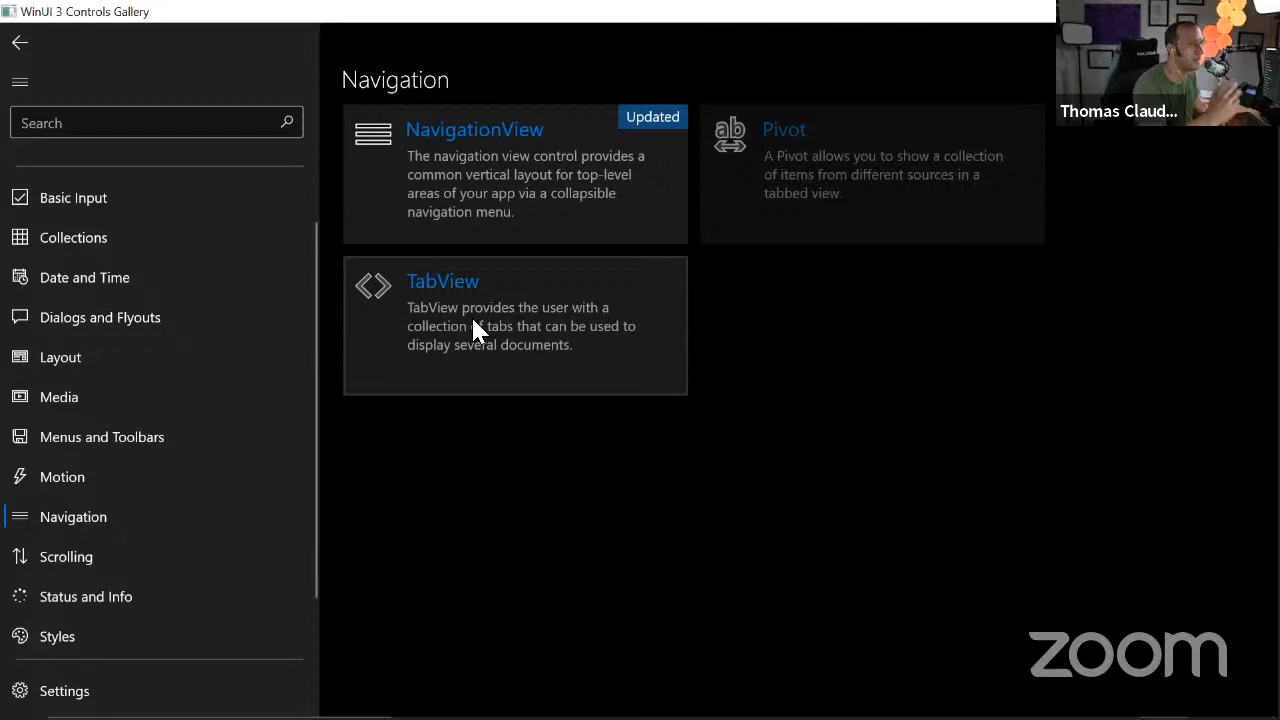 WinUI 3 Controls Gallery
Search
Basic Input
Collections
Date and Time
Dialogs and Flyouts
Layout
Media
Menus and Toolbars
Motion
Navigation
Scrolling
Status and Info
Styles
Settings
Navigation
NavigationView
Updated
The navigation view control provides a
common vertical layout for top-level
areas of your app via a collapsible
navigation menu.
ab
Pivot
A Pivot allows you to show a collection
of items from different sources in a
tabbed view.
TabView
TabView provides the user with a
collection of tabs that can be used to
display several documents.
Thomas Claud...
zoom